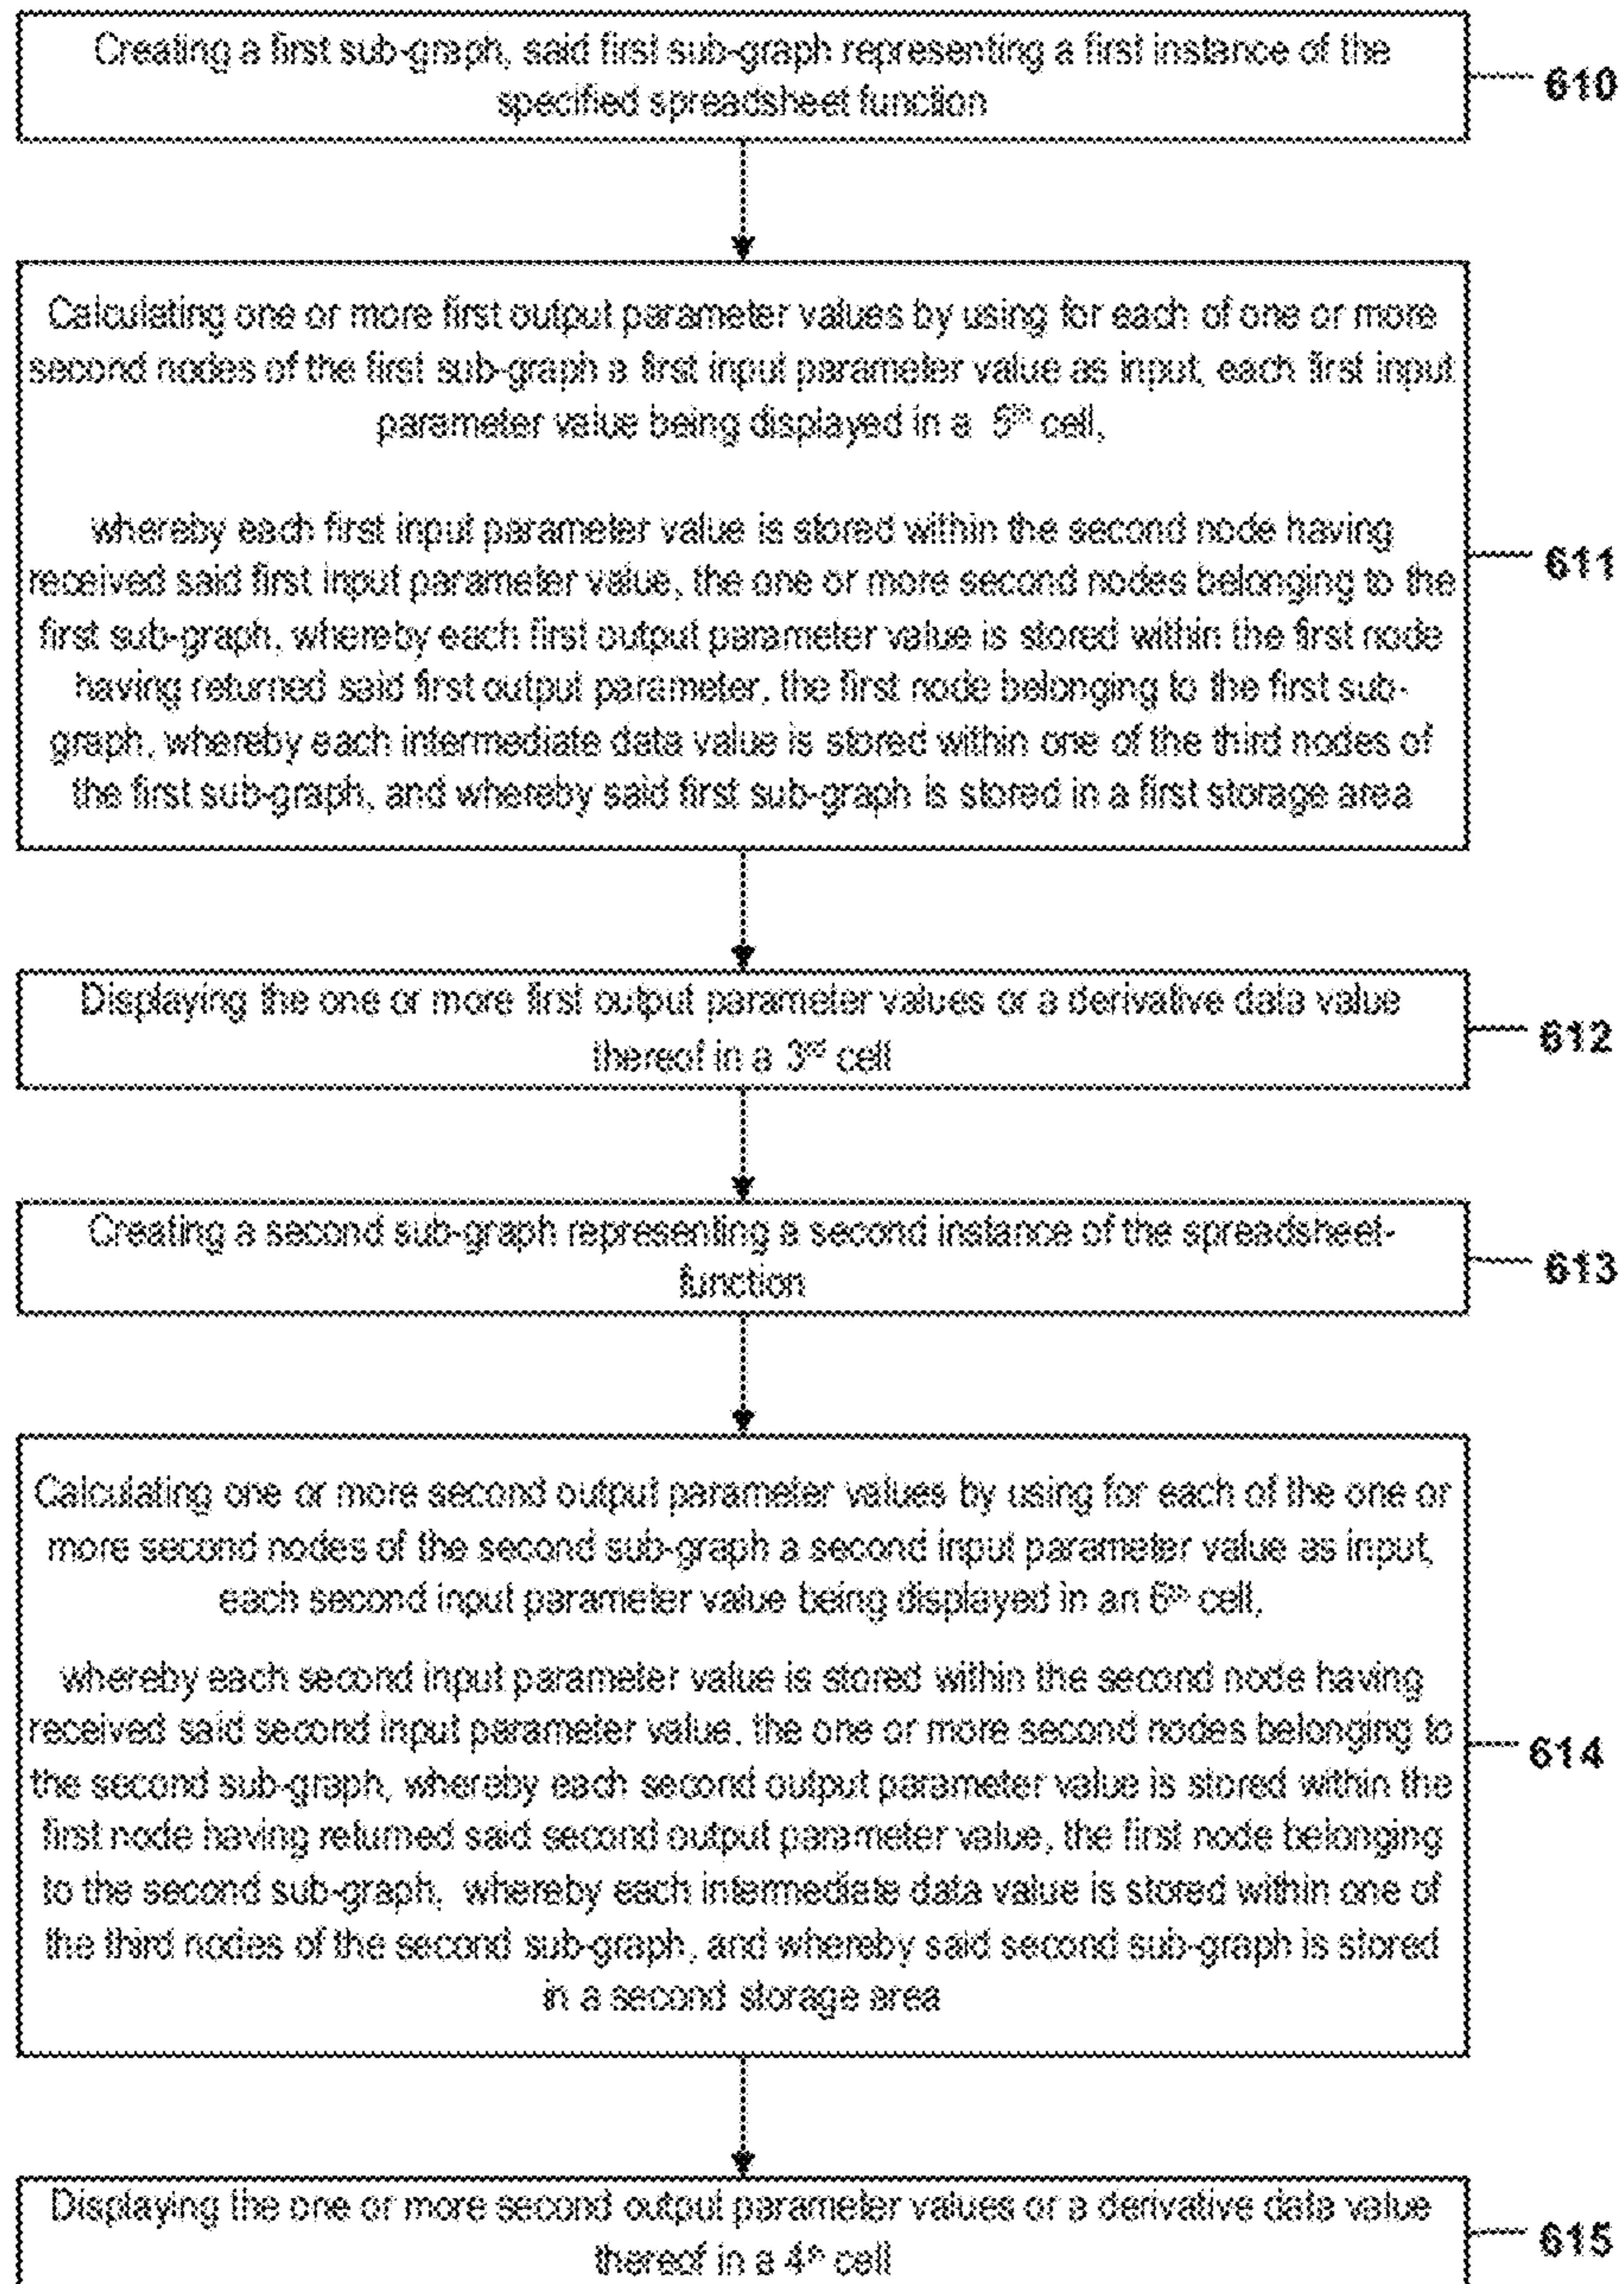 Creating a first sub-graph, said first sub-graph representing a first instance of the
specified spreadsheet function
610
Calculating one or more first output parameter values by using for each of one or more
second nodes of the first sub-graph a first input parameter value as input, each first input
parameter value being displayed in a 5th cell,
whereby each first input parameter value is stored within the second node having
received said first input parameter value, the one or more second nodes belonging to the
first sub-graph, whereby each first output parameter value is stored within the first node
having returned said first output parameter, the first node belonging to the first sub-
graph, whereby each intermediate data value is stored within one of the third nodes of
the first sub-graph, and whereby said first sub-graph is stored in a first storage area
611
Displaying the one or more first output parameter values or a derivative data value
thereof in a 3rd cell
612
Creating a second sub-graph representing a second instance of the spreadsheet-
function
613
Calculating one or more second output parameter values by using for each of the one or
more second nodes of the second sub-graph a second input parameter value as input,
each second input parameter value being displayed in an 6th cell,
whereby each second input parameter value is stored within the second node having
received said second input parameter value, the one or more second nodes belonging to
the second sub-graph, whereby each second output parameter value is stored within the
first node having returned said second output parameter value, the first node belonging
to the second sub-graph, whereby each intermediate data value is stored within one of
the third nodes of the second sub-graph, and whereby said second sub-graph is stored
in a second storage area
614
Displaying the one or more second output parameter values or a derivative data value
thereof in a 4th cell
615